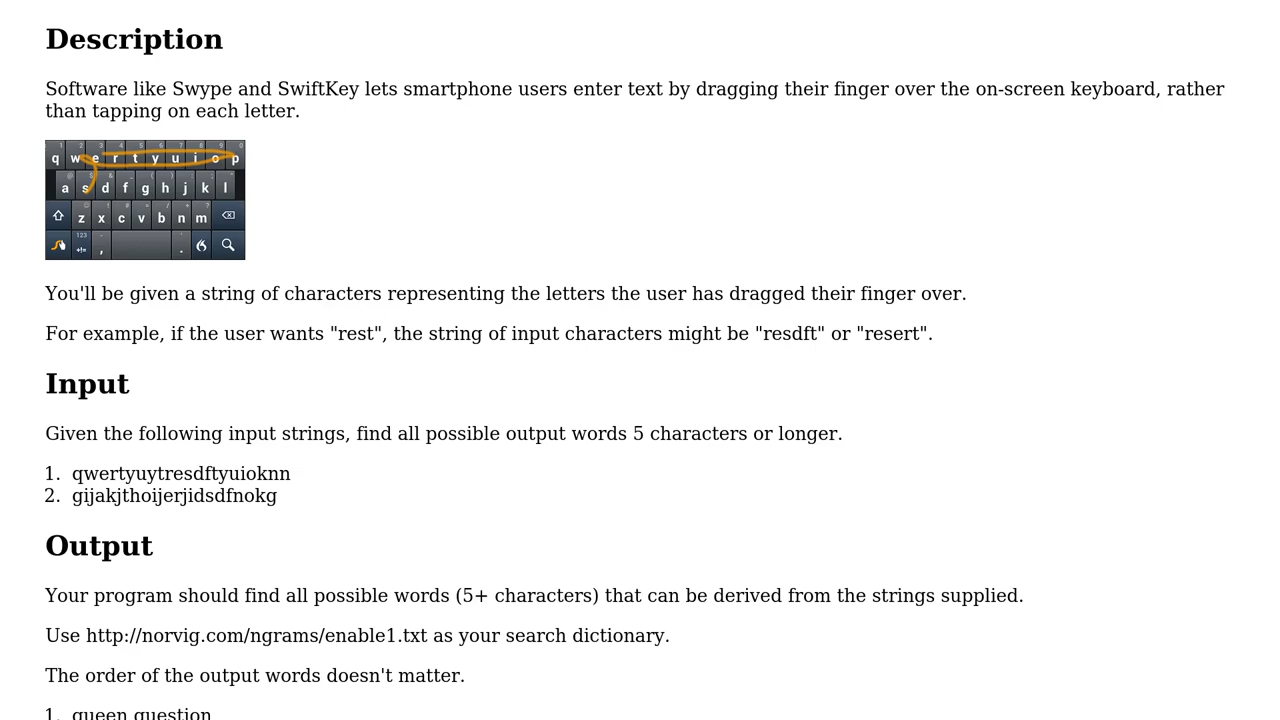 Description
Software like Swype and SwiftKey lets smartphone users enter text by dragging their finger over the on-screen keyboard, rather
than tapping on each letter.
q w e r t y u i o p
a s d f g h j k l
z x c v b n m
123
+!= , .
You'll be given a string of characters representing the letters the user has dragged their finger over.
For example, if the user wants "rest", the string of input characters might be "resdft" or "resert".
Input
Given the following input strings, find all possible output words 5 characters or longer.
1. qwertyuytresdftyuioknn
2. gijakjthoijerjidsdfnokg
Output
Your program should find all possible words (5+ characters) that can be derived from the strings supplied.
Use http://norvig.com/ngrams/enable1.txt as your search dictionary.
The order of the output words doesn't matter.
1. queen question